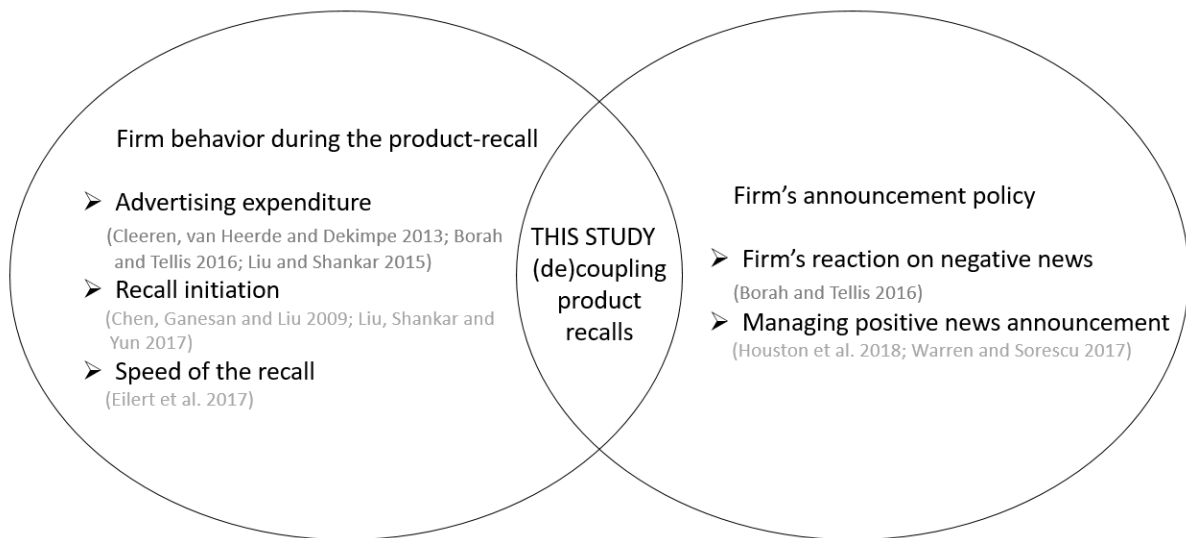 Firm behavior during the product-recall
➢ Advertising expenditure
(Cleeren, van Heerde and Dekimpe 2013; Borah
and Tellis 2016; Liu and Shankar 2015)
➢ Recall initiation
(Chen, Ganesan and Liu 2009; Liu, Shankar and
Yun 2017)
➢ Speed of the recall
(Eilert et al. 2017)
THIS STUDY
(de)coupling
product
recalls
Firm’s announcement policy
➢ Firm’s reaction on negative news
(Borah and Tellis 2016)
➢ Managing positive news announcement
(Houston et al. 2018; Warren and Sorescu 2017)